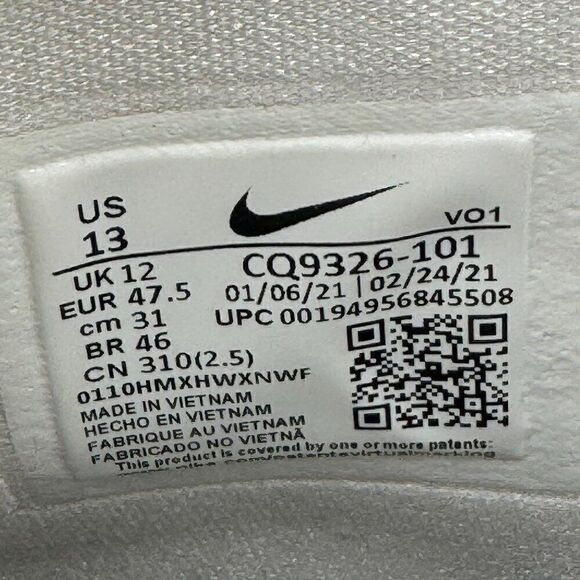 US
13
VO1
UK 12
EUR 47.5
cm 31
BR 46
CN 310(2.5)
CQ9326-101
01/06/21 | 02/24/21
UPC 00194956845508
0110HMXHWXNWF
MADE IN VIETNAM
HECHO EN VIETNAM
FABRIQUE AU VIETNAM
FABRICADO NO VIETNÃ
This product is covered by one or more patents: